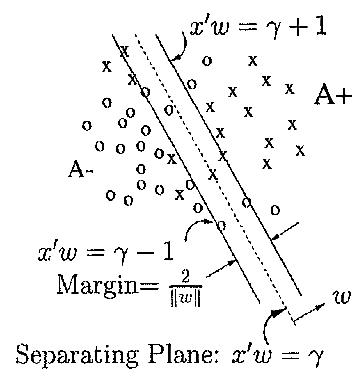 x'w = γ + 1
A+
A-
x'w = γ − 1
Margin= 2/‖w‖
w
Separating Plane: x'w = γ